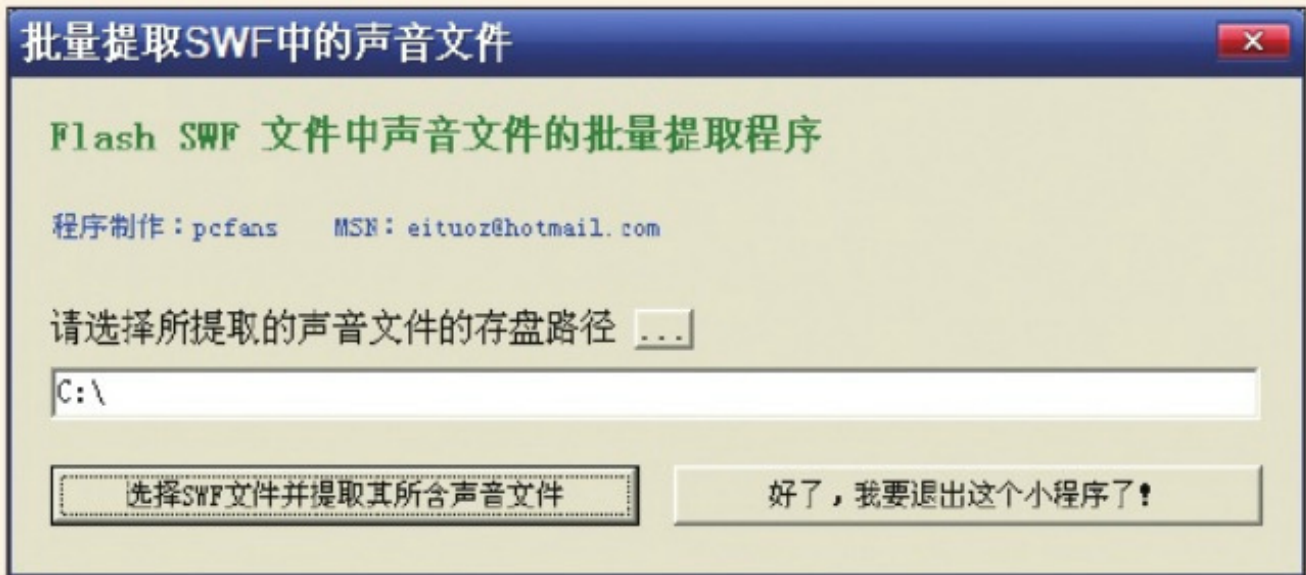 批量提取SWF中的声音文件
Flash SWF 文件中声音文件的批量提取程序
程序制作：pcfans MSN：eituoz@hotmail.com
请选择所提取的声音文件的存盘路径 ...
C:\
选择SWF文件并提取其所含声音文件 好了，我要退出这个小程序了！